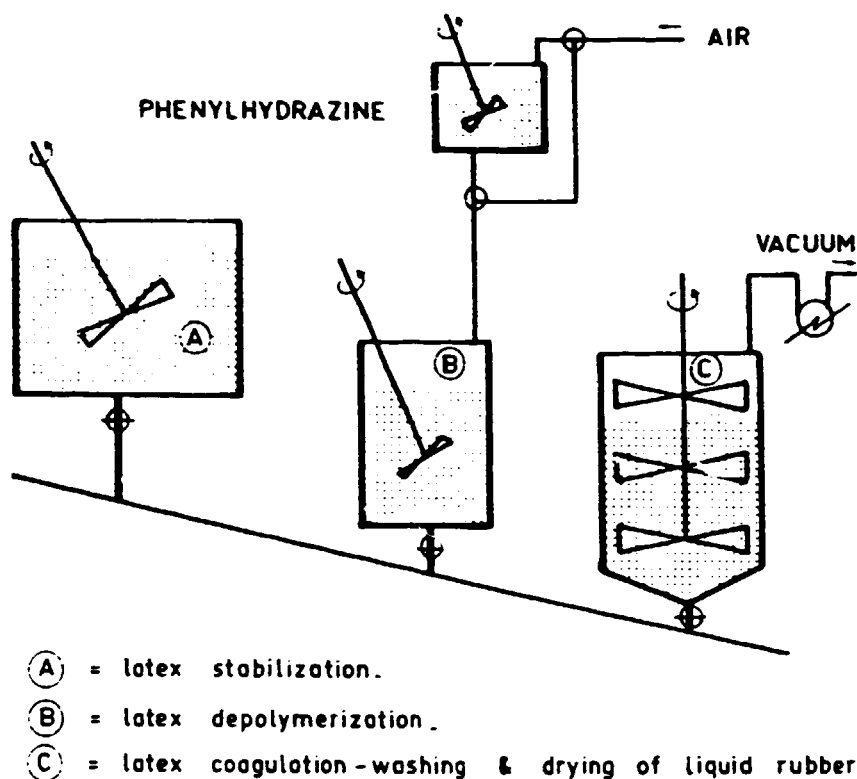 AIR
PHENYLHYDRAZINE
VACUUM
A
B
C
A = latex stabilization.
B = latex depolymerization.
C = latex coagulation-washing & drying of liquid rubber